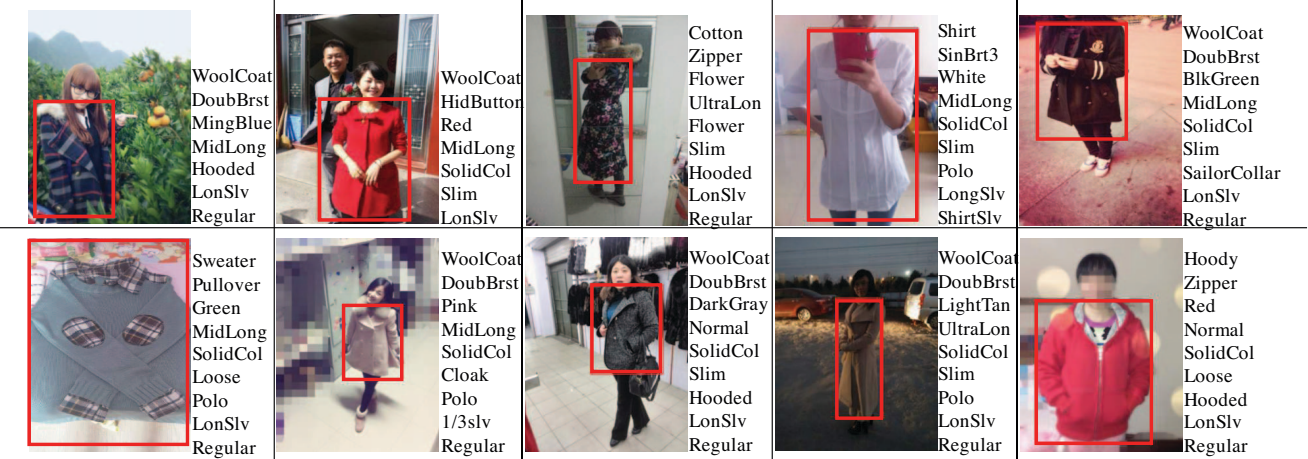 WoolCoat
DoubBrst
MingBlue
MidLong
Hooded
LonSlv
Regular
WoolCoat
HidButton
Red
MidLong
SolidCol
Slim
LonSlv
Cotton
Zipper
Flower
UltraLon
Flower
Slim
Hooded
LonSlv
Regular
Shirt
SinBrt3
White
MidLong
SolidCol
Slim
Polo
LongSlv
ShirtSlv
WoolCoat
DoubBrst
BlkGreen
MidLong
SolidCol
Slim
SailorCollar
LonSlv
Regular
Sweater
Pullover
Green
MidLong
SolidCol
Loose
Polo
LonSlv
Regular
WoolCoat
DoubBrst
Pink
MidLong
SolidCol
Cloak
Polo
1/3slv
Regular
WoolCoat
DoubBrst
DarkGray
Normal
SolidCol
Slim
Hooded
LonSlv
Regular
WoolCoat
DoubBrst
LightTan
UltraLon
SolidCol
Slim
Polo
LonSlv
Regular
Hoody
Zipper
Red
Normal
SolidCol
Loose
Hooded
LonSlv
Regular